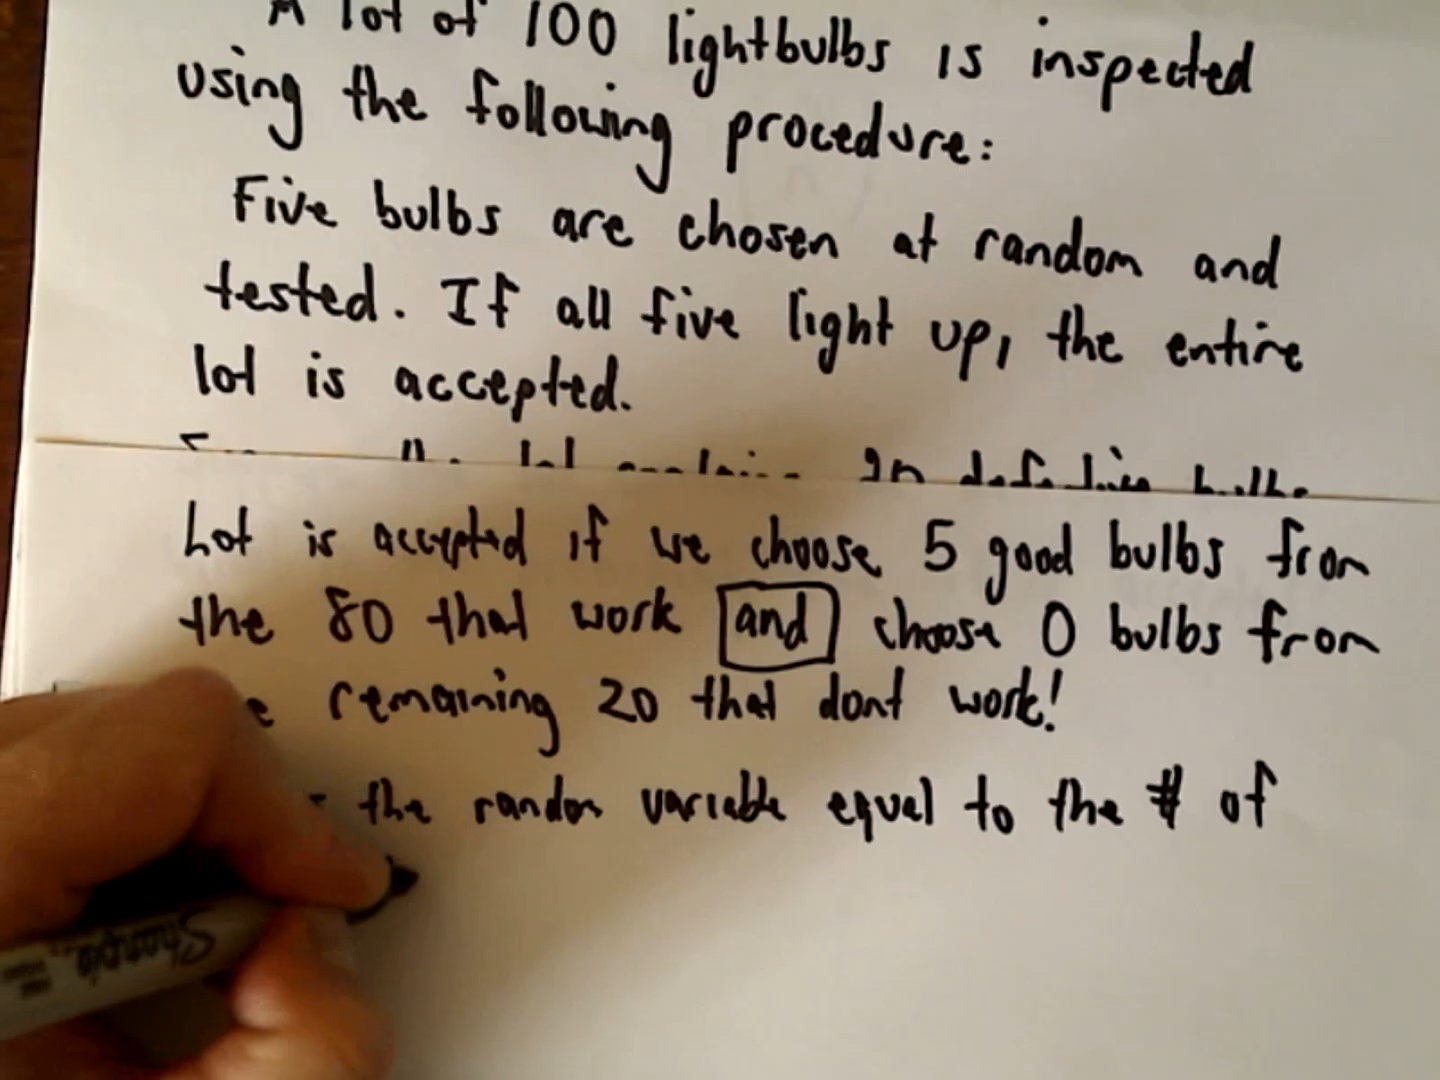 A lot of 100 lightbulbs is inspected
using the following procedure:
Five bulbs are chosen at random and
tested. If all five light up, the entire
lot is accepted.
Lot is accepted if we choose 5 good bulbs from
the 80 that work and choose 0 bulbs from
remaining 20 that dont work!
the random variable equal to the # of
Sharpie